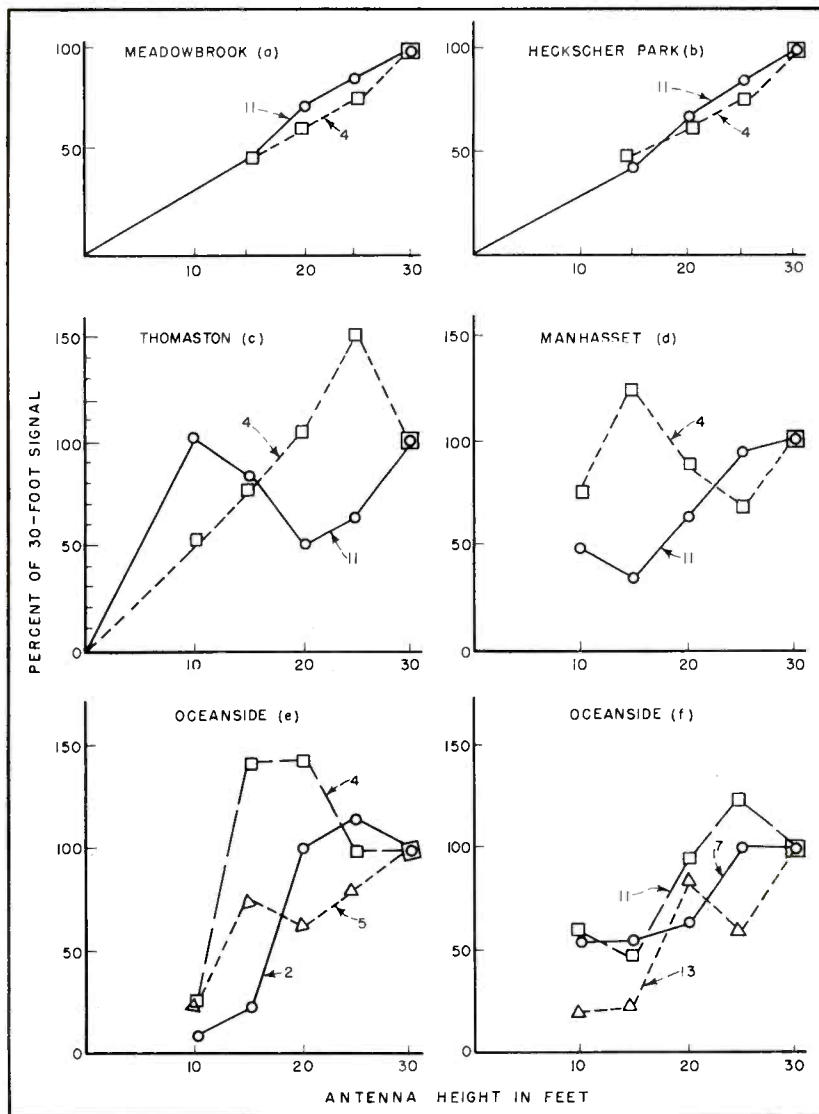 MEADOWBROOK (a)
100
50
11
4
10 20 30
HECKSCHER PARK (b)
100
50
11
4
10 20 30
THOMASTON (c)
150
100
50
0
4
11
10 20 30
MANHASSET (d)
150
100
50
0
4
11
10 20 30
OCEANSIDE (e)
150
100
50
0
4
5
2
10 20 30
OCEANSIDE (f)
150
100
50
0
11
7
13
10 20 30
PERCENT OF 30-FOOT SIGNAL
ANTENNA HEIGHT IN FEET